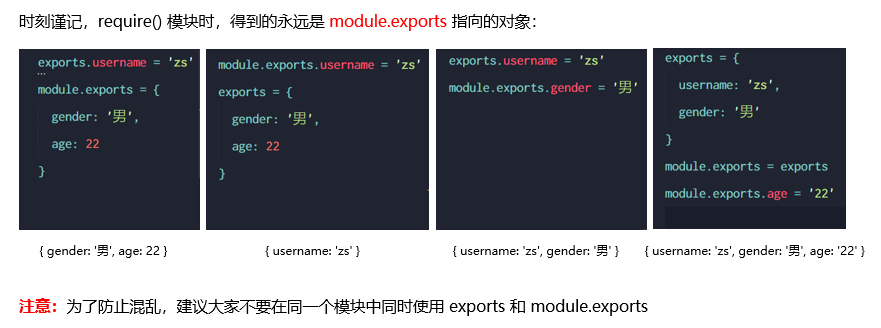 时刻谨记，require() 模块时，得到的永远是 module.exports 指向的对象：
exports.username = 'zs'
module.exports = {
gender: '男',
age: 22
}
{ gender: '男', age: 22 }
module.exports.username = 'zs'
exports = {
gender: '男',
age: 22
}
{ username: 'zs' }
exports.username = 'zs'
module.exports.gender = '男'
{ username: 'zs', gender: '男' }
exports = {
username: 'zs',
gender: '男'
}
module.exports = exports
module.exports.age = '22'
{ username: 'zs', gender: '男', age: '22' }
注意：为了防止混乱，建议大家不要在同一个模块中同时使用 exports 和 module.exports